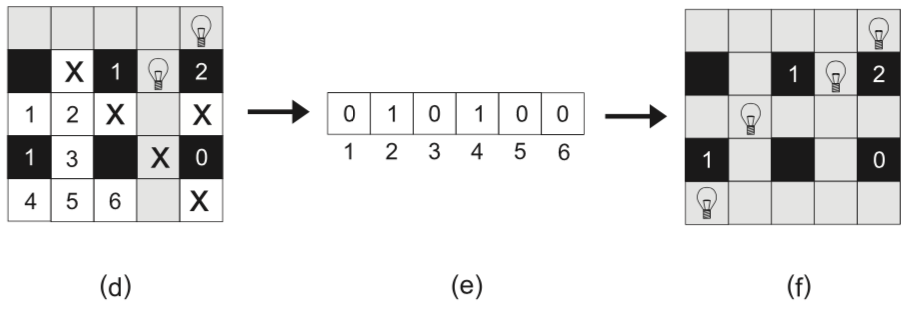 X 1 2
1 2 X X
1 3 X 0
4 5 6 X
0 1 0 1 0 0
1 2 3 4 5 6
1 2
1 0
(d) (e) (f)